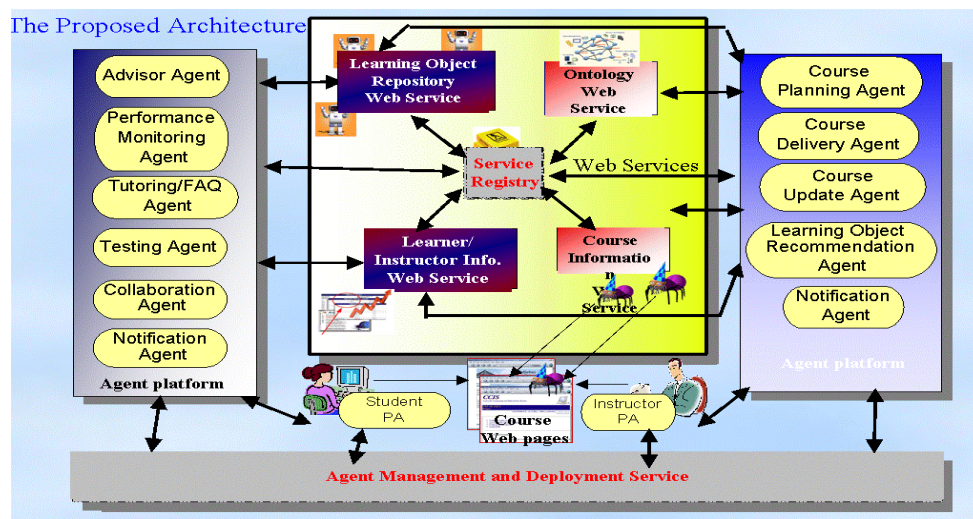 The Proposed Architecture
Advisor Agent
Performance
Monitoring
Agent
Tutoring/FAQ
Agent
Testing Agent
Collaboration
Agent
Notification
Agent
Agent platform
Learning Object
Repository
Web Service
Ontology
Web
Service
Service
Registry
Web Services
Learner/
Instructor Info.
Web Service
Course
Informatio
n
W
Service
Course
Planning Agent
Course
Delivery Agent
Course
Update Agent
Learning Object
Recommendation
Agent
Notification
Agent
Agent platform
Student
PA
CCIS
Course
Web pages
Instructor
PA
Agent Management and Deployment Service